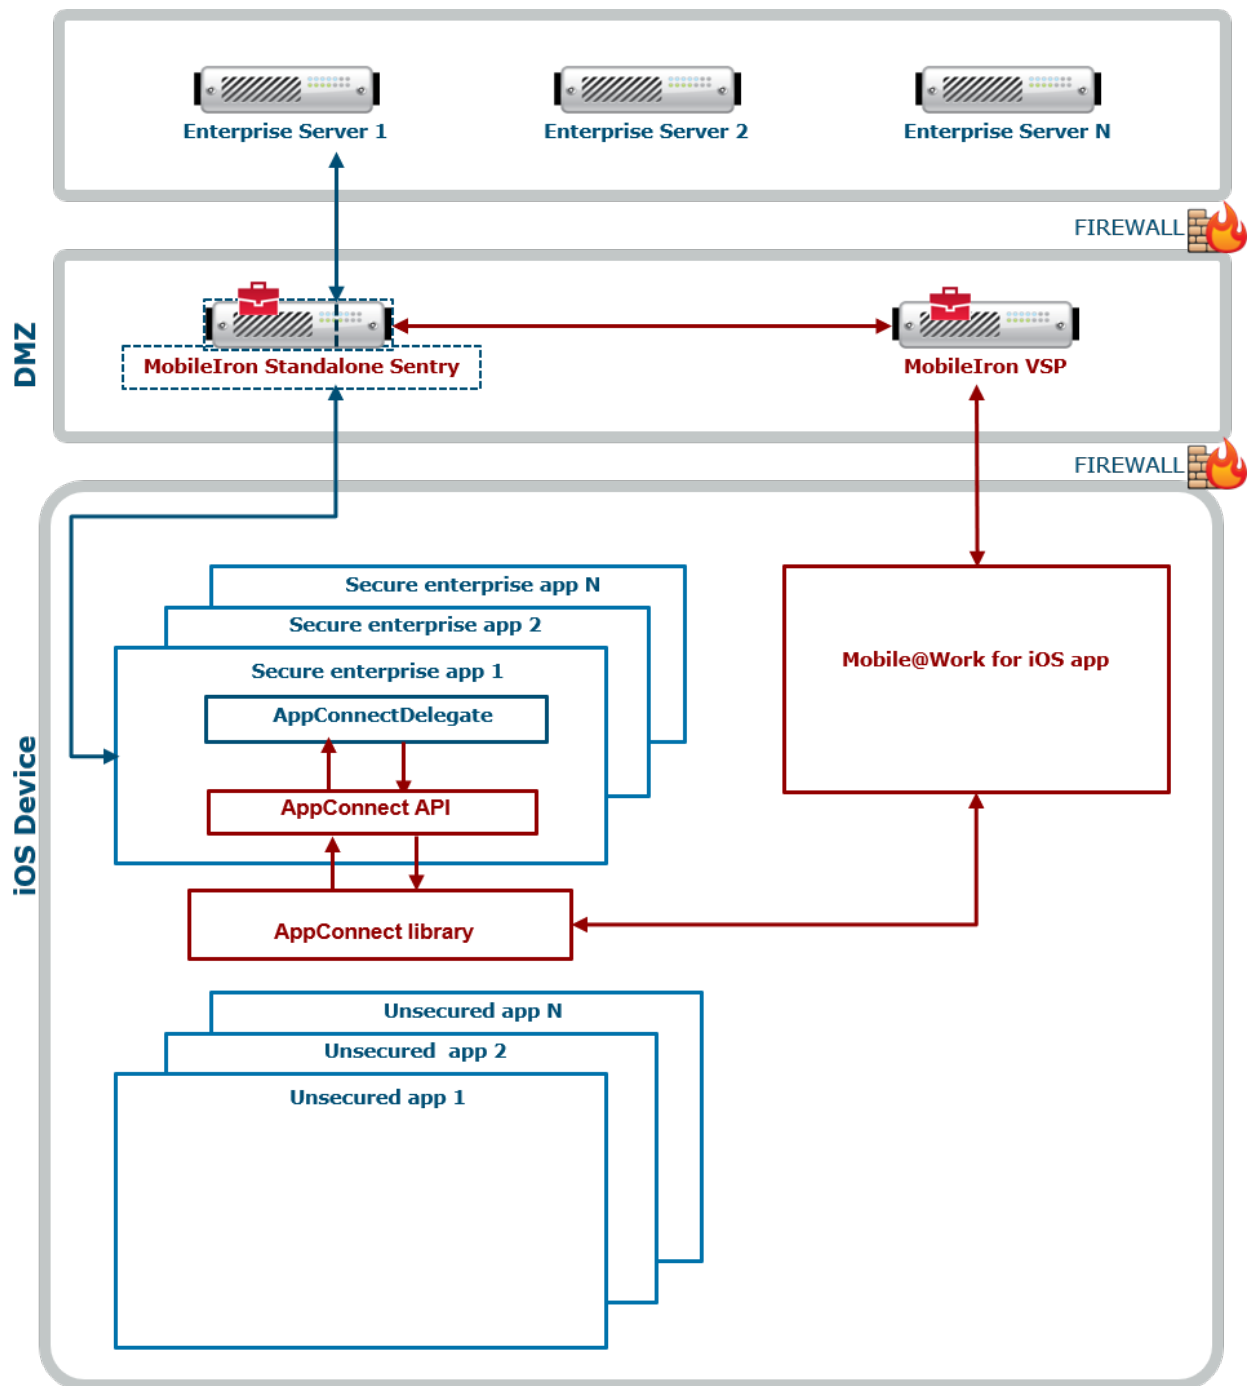 Enterprise Server 1
Enterprise Server 2
Enterprise Server N
FIREWALL
DMZ
MobileIron Standalone Sentry
MobileIron VSP
FIREWALL
iOS Device
Secure enterprise app N
Secure enterprise app 2
Secure enterprise app 1
Mobile@Work for iOS app
AppConnectDelegate
AppConnect API
AppConnect library
Unsecured app N
Unsecured app 2
Unsecured app 1